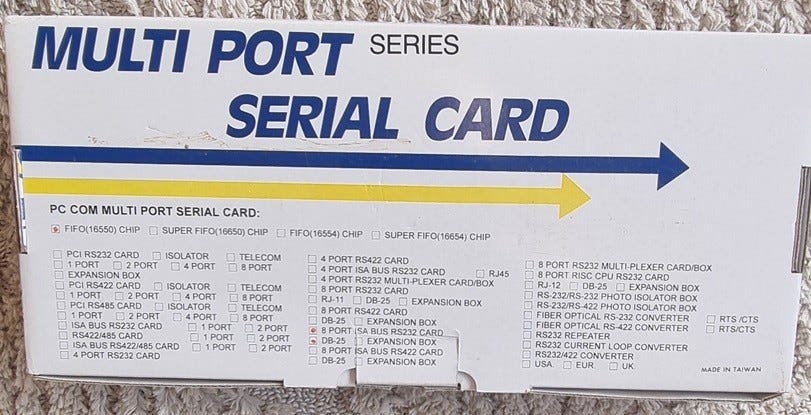 MULTI PORT SERIES
SERIAL CARD
PC COM MULTI PORT SERIAL CARD:
FIFO(16550) CHIP SUPER FIFO(16650) CHIP FIFO(16554) CHIP SUPER FIFO(16654) CHIP
PCI RS232 CARD ISOLATOR TELECOM
1 PORT 2 PORT 4 PORT 8 PORT
EXPANSION BOX
PCI RS422 CARD ISOLATOR TELECOM
1 PORT 2 PORT 4 PORT 8 PORT
PCI RS485 CARD ISOLATOR TELECOM
1 PORT 2 PORT 4 PORT 8 PORT
ISA BUS RS232 CARD 1 PORT 2 PORT
RS422/485 CARD 1 PORT 2 PORT
ISA BUS RS422/485 CARD 1 PORT 2 PORT
4 PORT RS232 CARD
4 PORT RS422 CARD
4 PORT ISA BUS RS232 CARD RJ45
4 PORT RS232 MULTI-PLEXER CARD/BOX
8 PORT RS232 CARD
RJ-11 DB-25 EXPANSION BOX
8 PORT RS422 CARD
DB-25 EXPANSION BOX
8 PORT ISA BUS RS232 CARD
DB-25 EXPANSION BOX
8 PORT ISA BUS RS422 CARD
DB-25 EXPANSION BOX
8 PORT RS232 MULTI-PLEXER CARD/BOX
8 PORT RISC CPU RS232 CARD
RJ-12 DB-25 EXPANSION BOX
RS-232/RS-232 PHOTO ISOLATOR BOX
RS-232/RS-422 PHOTO ISOLATOR BOX
FIBER OPTICAL RS-232 CONVERTER RTS /CTS
FIBER OPTICAL RS-422 CONVERTER RTS/CTS
RS232 REPEATER
RS232 CURRENT LOOP CONVERTER
RS232/422 CONVERTER
USA EUR UK
MADE IN TAIWAN